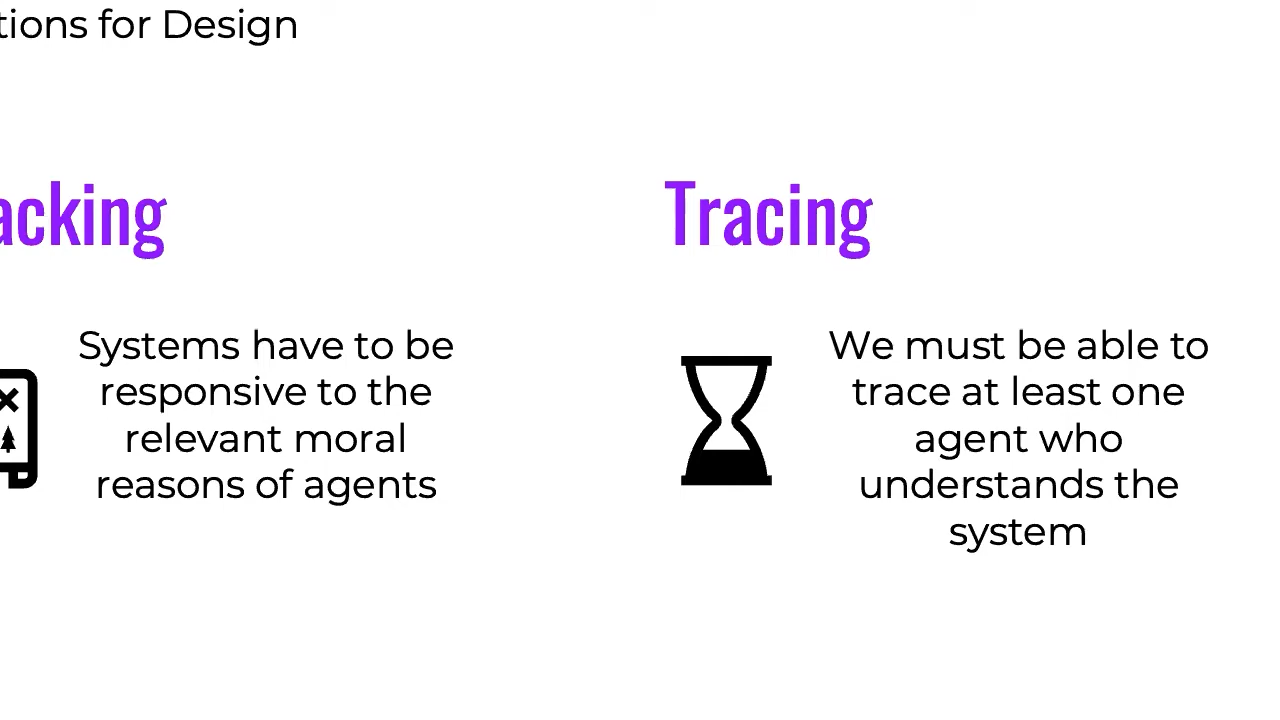 tions for Design
acking
Systems have to be
responsive to the
relevant moral
reasons of agents
Tracing
We must be able to
trace at least one
agent who
understands the
system